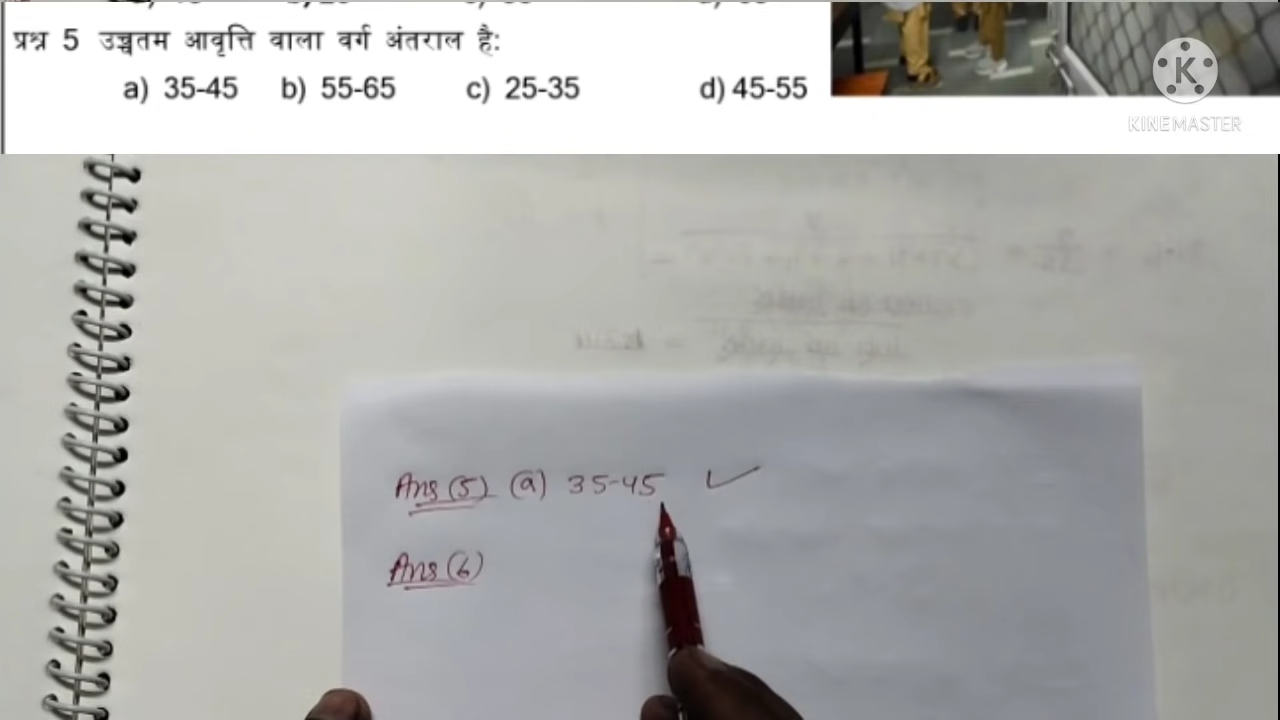 प्रश्न 5 उच्चतम आवृत्ति वाला वर्ग अंतराल है:
a) 35-45 b) 55-65 c) 25-35 d) 45-55
KINEMASTER
Ans (5) (a) 35-45
Ans (6)